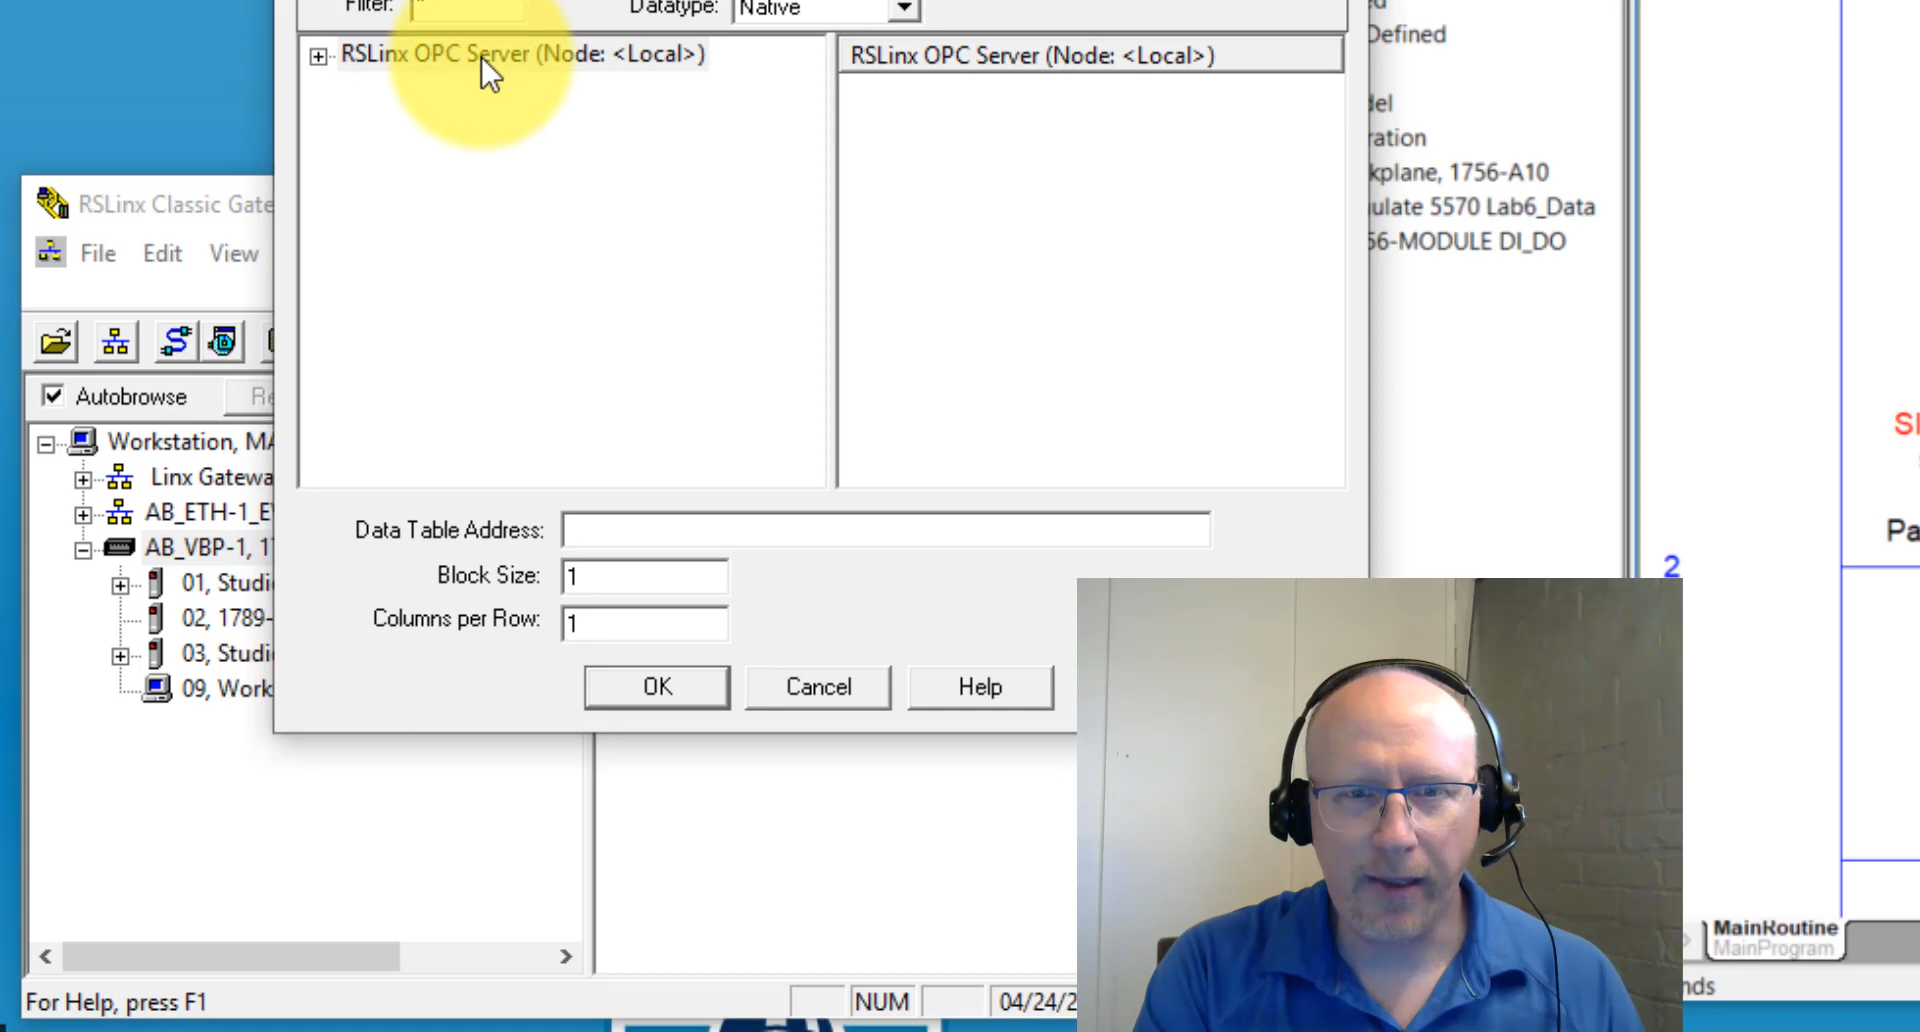 Filter: *
Datatype: Native
RSLinx OPC Server (Node: <Local>)
RSLinx OPC Server (Node: <Local>)
Data Table Address:
Block Size: 1
Columns per Row: 1
OK Cancel Help
RSLinx Classic Gate
File Edit View
Autobrowse Re
Workstation, MA
Linx Gatewa
AB_ETH-1_E
AB_VBP-1, 1
01, Studi
02, 1789-
03, Studi
09, Work
For Help, press F1
NUM
04/24/2
Defined
del
ration
kplane, 1756-A10
ulate 5570 Lab6_Data
56-MODULE DI_DO
2
Pa
MainRoutine
MainProgram
nds